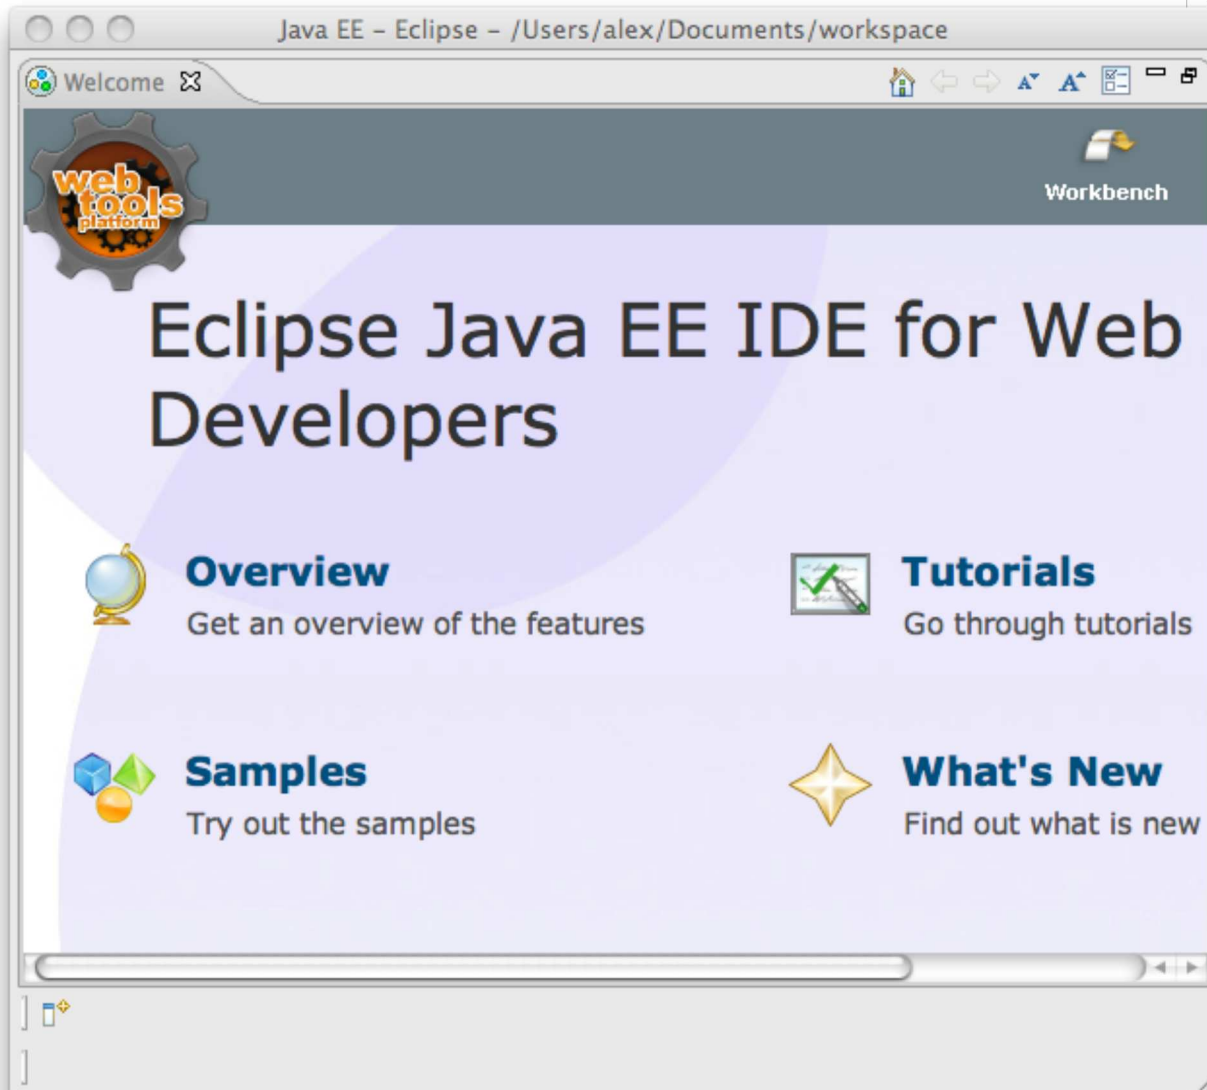 Java EE – Eclipse – /Users/alex/Documents/workspace
Welcome
web
tools
platform
Workbench
Eclipse Java EE IDE for Web
Developers
Overview
Get an overview of the features
Tutorials
Go through tutorials
Samples
Try out the samples
What's New
Find out what is new